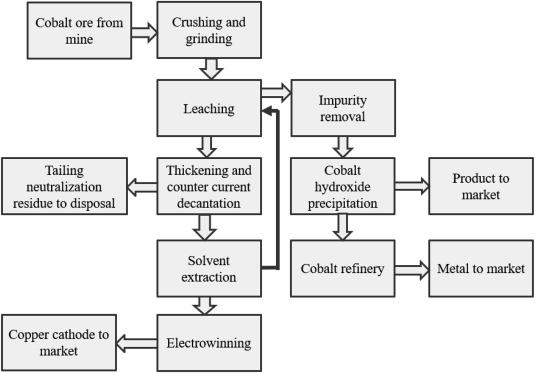 Cobalt ore from
mine
Crushing and
grinding
Leaching
Impurity
removal
Tailing
neutralization
residue to disposal
Thickening and
counter current
decantation
Cobalt
hydroxide
precipitation
Product to
market
Solvent
extraction
Cobalt refinery
Metal to market
Copper cathode to
market
Electrowinning